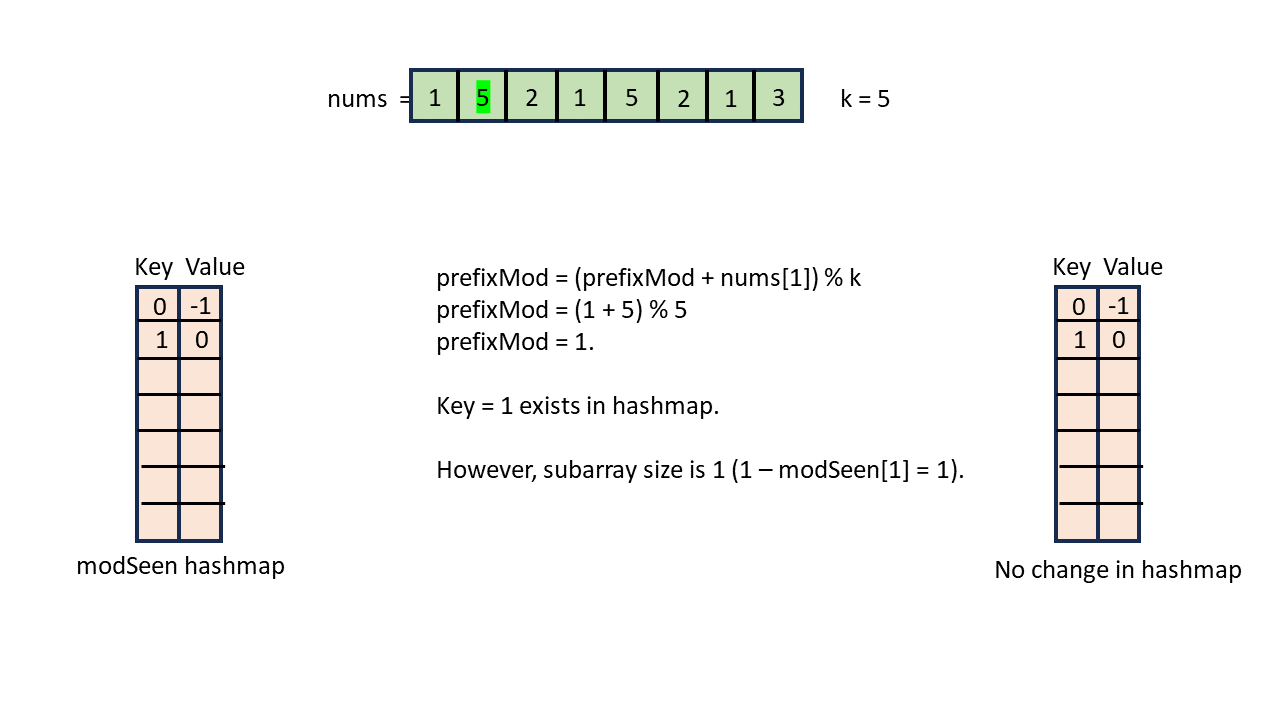 nums = 1 5 2 1 5 2 1 3 k = 5
Key Value
0 -1
1 0
modSeen hashmap
prefixMod = (prefixMod + nums[1]) % k
prefixMod = (1 + 5) % 5
prefixMod = 1.
Key = 1 exists in hashmap.
However, subarray size is 1 (1 – modSeen[1] = 1).
Key Value
0 -1
1 0
No change in hashmap